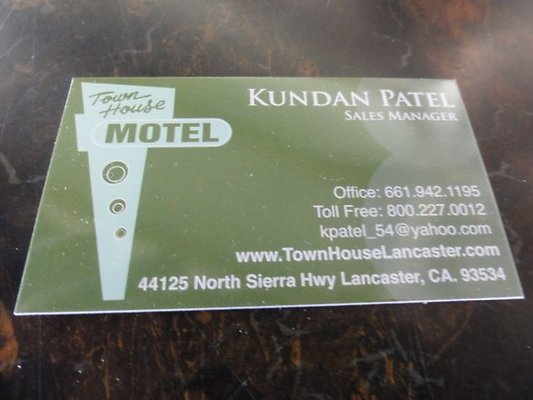 Town
House
MOTEL
KUNDAN PATEL
SALES MANAGER
Office: 661.942.1195
Toll Free: 800.227.0012
kpatel_54@yahoo.com
www.TownHouseLancaster.com
44125 North Sierra Hwy Lancaster, CA. 93534